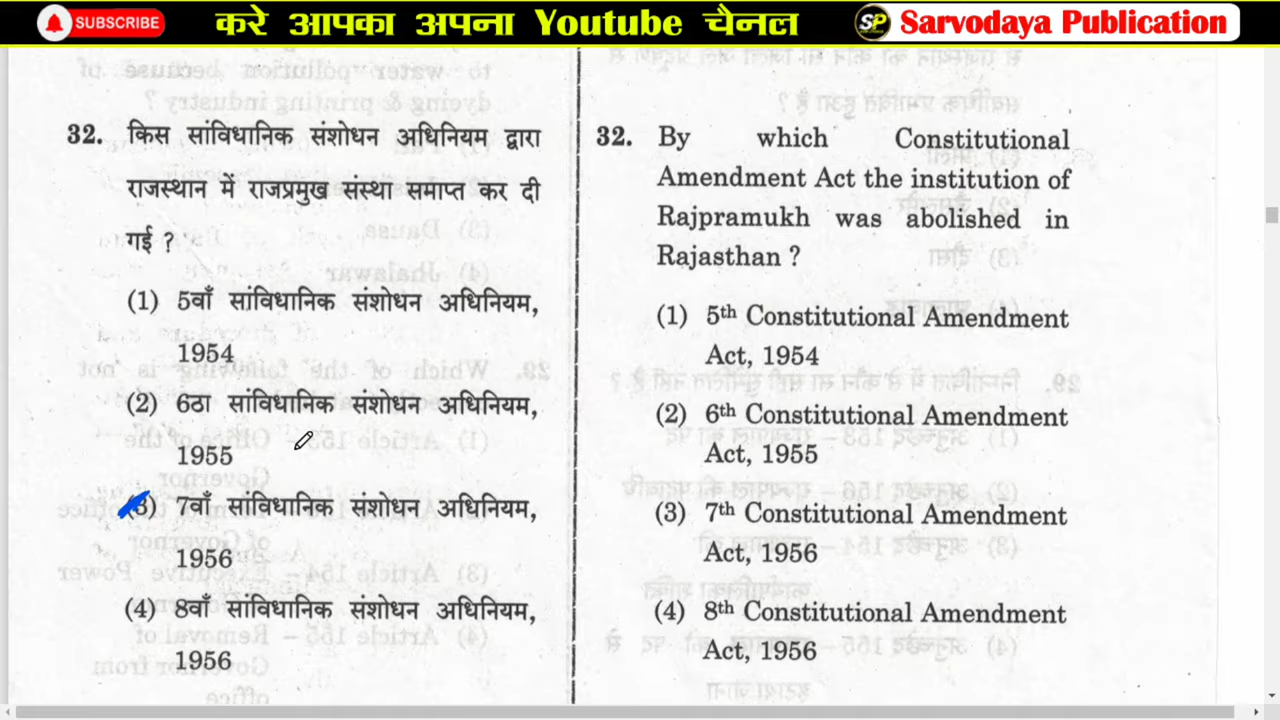 SUBSCRIBE
करे आपका अपना Youtube चैनल
SP
Sarvodaya Publication
32. किस सांविधानिक संशोधन अधिनियम द्वारा
राजस्थान में राजप्रमुख संस्था समाप्त कर दी
गई ?
(1) 5वाँ सांविधानिक संशोधन अधिनियम,
1954
(2) 6ठा सांविधानिक संशोधन अधिनियम,
1955
(3) 7वाँ सांविधानिक संशोधन अधिनियम,
1956
(4) 8वाँ सांविधानिक संशोधन अधिनियम,
1956
32. By which Constitutional
Amendment Act the institution of
Rajpramukh was abolished in
Rajasthan ?
(1) 5th Constitutional Amendment
Act, 1954
(2) 6th Constitutional Amendment
Act, 1955
(3) 7th Constitutional Amendment
Act, 1956
(4) 8th Constitutional Amendment
Act, 1956